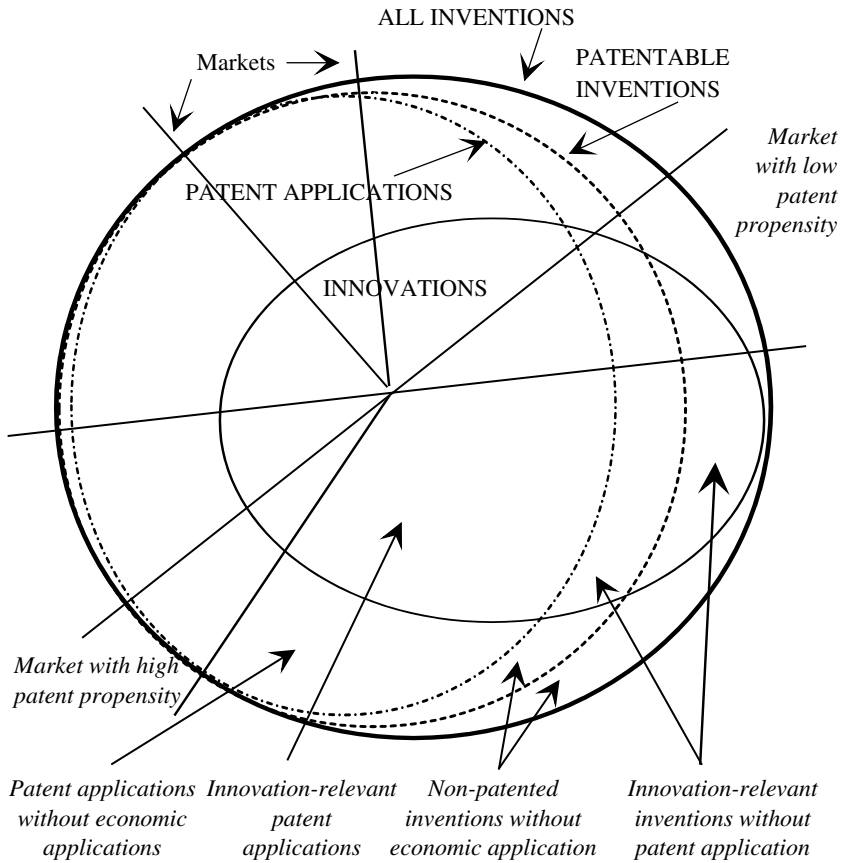 ALL INVENTIONS
Markets
PATENTABLE
INVENTIONS
Market
with low
patent
propensity
PATENT APPLICATIONS
INNOVATIONS
Market with high
patent propensity
Patent applications
without economic
applications
Innovation-relevant
patent
applications
Non-patented
inventions without
economic application
Innovation-relevant
inventions without
patent application